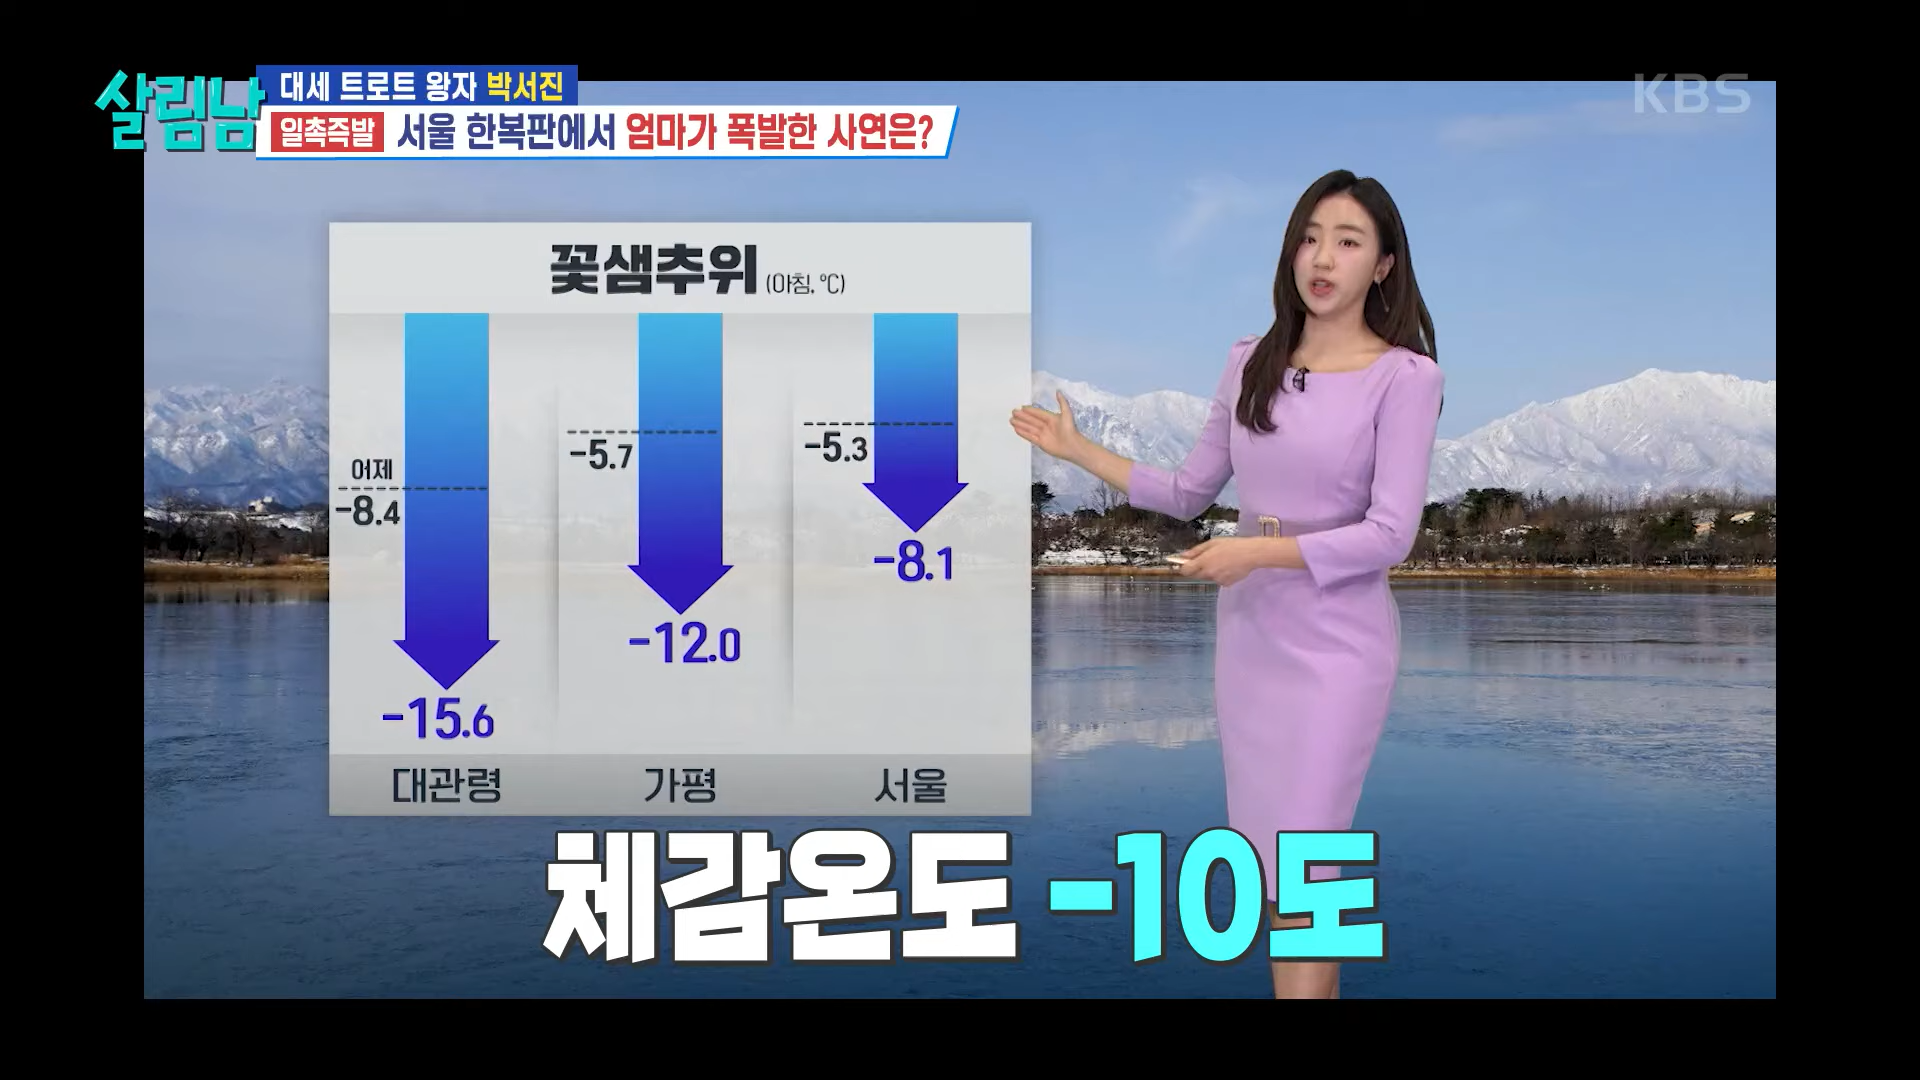 살림남
대세 트로트 왕자 박서진
일촉즉발 서울 한복판에서 엄마가 폭발한 사연은?
KBS
꽃샘추위 (아침, ℃)
어제
-8.4
-5.7
-5.3
-15.6
-12.0
-8.1
대관령 가평 서울
체감온도 -10도